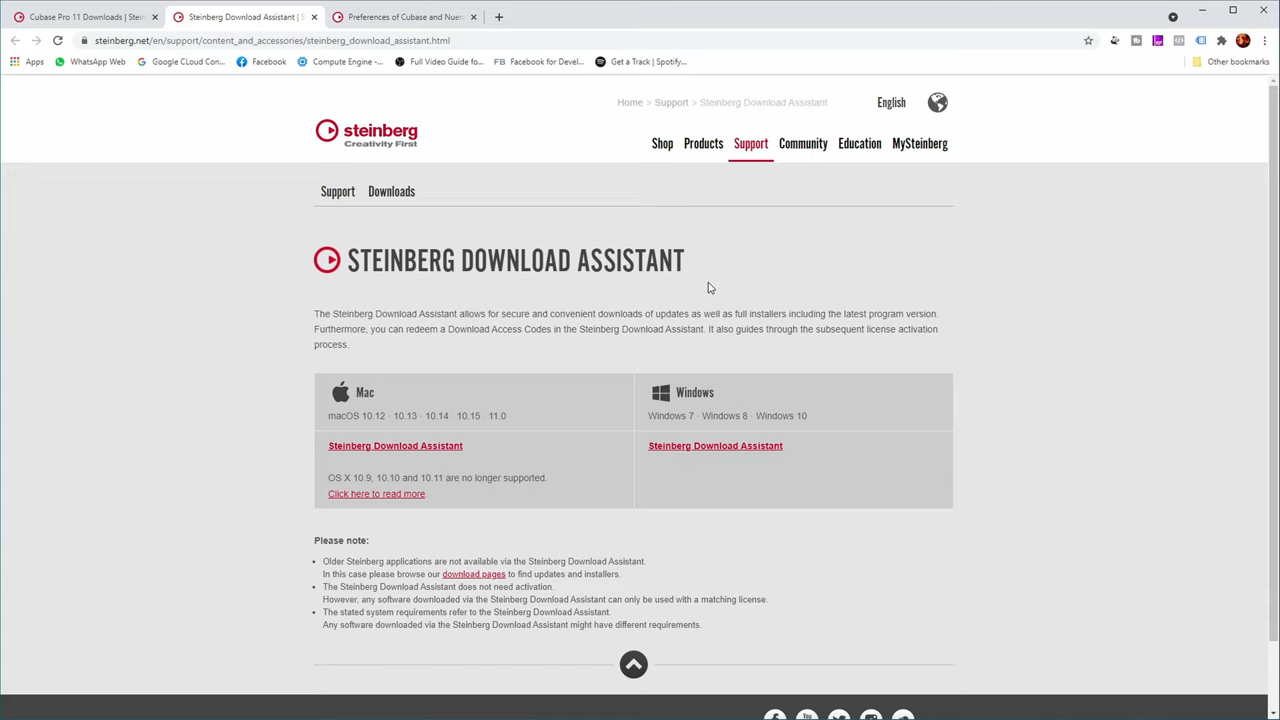 Cubase Pro 11 Downloads | Stein
Steinberg Download Assistant | S
Preferences of Cubase and Nuen
steinberg.net/en/support/content_and_accessories/steinberg_download_assistant.html
Apps
WhatsApp Web
Google CLoud Con...
Facebook
Compute Engine -...
Full Video Guide fo...
FB Facebook for Devel...
Get a Track | Spotify...
Other bookmarks
Home > Support > Steinberg Download Assistant
English
steinberg
Creativity First
Shop Products Support Community Education MySteinberg
Support Downloads
STEINBERG DOWNLOAD ASSISTANT
The Steinberg Download Assistant allows for secure and convenient downloads of updates as well as full installers including the latest program version.
Furthermore, you can redeem a Download Access Codes in the Steinberg Download Assistant. It also guides through the subsequent license activation
process.
Mac
macOS 10.12 · 10.13 · 10.14 · 10.15 · 11.0
Steinberg Download Assistant
OS X 10.9, 10.10 and 10.11 are no longer supported.
Click here to read more.
Windows
Windows 7 · Windows 8 · Windows 10
Steinberg Download Assistant
Please note:
• Older Steinberg applications are not available via the Steinberg Download Assistant.
In this case please browse our download pages to find updates and installers.
• The Steinberg Download Assistant does not need activation.
However, any software downloaded via the Steinberg Download Assistant can only be used with a matching license.
• The stated system requirements refer to the Steinberg Download Assistant.
Any software downloaded via the Steinberg Download Assistant might have different requirements.